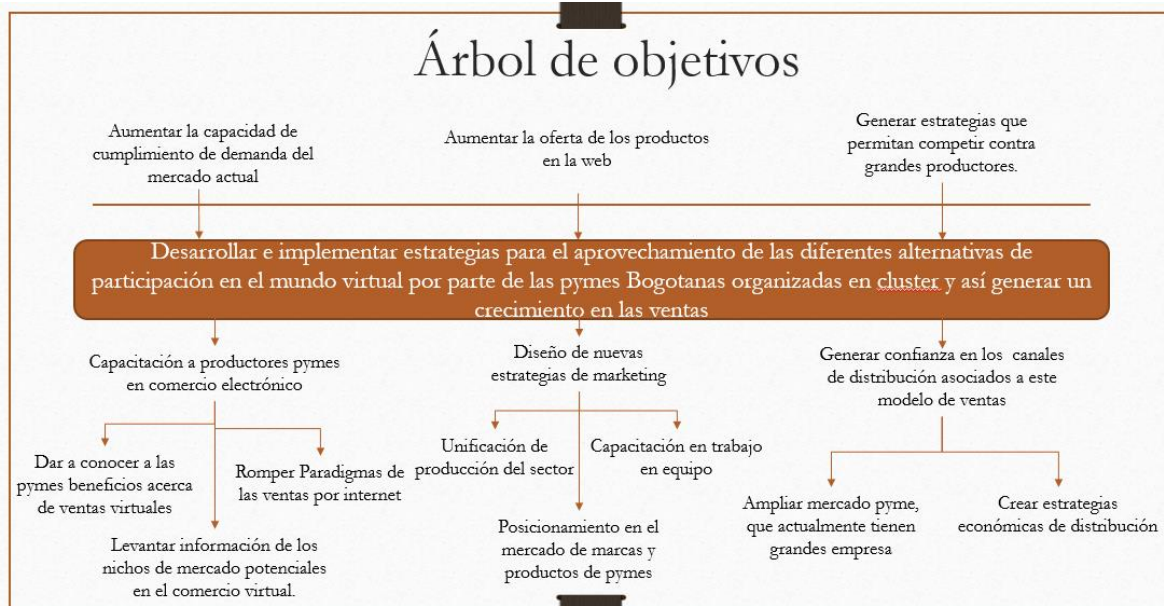 Árbol de objetivos
Aumentar la capacidad de
cumplimiento de demanda del
mercado actual
Aumentar la oferta de los productos
en la web
Generar estrategias que
permitan competir contra
grandes productores.
Desarrollar e implementar estrategias para el aprovechamiento de las diferentes alternativas de
participación en el mundo virtual por parte de las pymes Bogotanas organizadas en cluster y así generar un
crecimiento en las ventas
Capacitación a productores pymes
en comercio electrónico
Diseño de nuevas
estrategias de marketing
Generar confianza en los canales
de distribución asociados a este
modelo de ventas
Dar a conocer a las
pymes beneficios acerca
de ventas virtuales
Romper Paradigmas de
las ventas por internet
Levantar información de los
nichos de mercado potenciales
en el comercio virtual.
Unificación de
producción del sector
Capacitación en trabajo
en equipo
Posicionamiento en el
mercado de marcas y
productos de pymes
Ampliar mercado pyme,
que actualmente tienen
grandes empresa
Crear estrategias
económicas de distribución